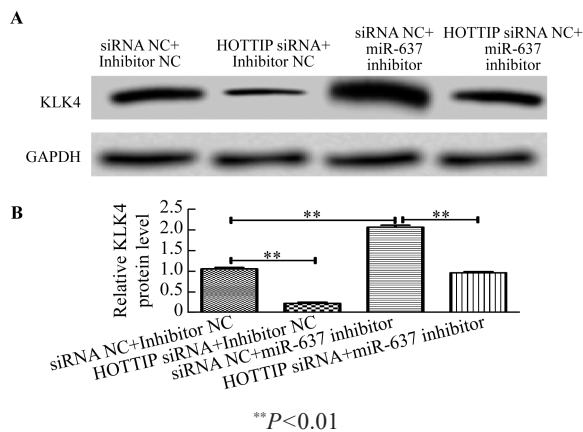 A
siRNA NC+
Inhibitor NC
HOTTIP siRNA+
Inhibitor NC
siRNA NC+
miR-637
inhibitor
HOTTIP siRNA NC+
miR-637
inhibitor
KLK4
GAPDH
B
Relative KLK4
protein level
2.5
2.0
1.5
1.0
0.5
0.0
**
**
**
siRNA NC+Inhibitor NC
HOTTIP siRNA+Inhibitor NC
siRNA NC+miR-637 inhibitor
HOTTIP siRNA+miR-637 inhibitor
**P<0.01